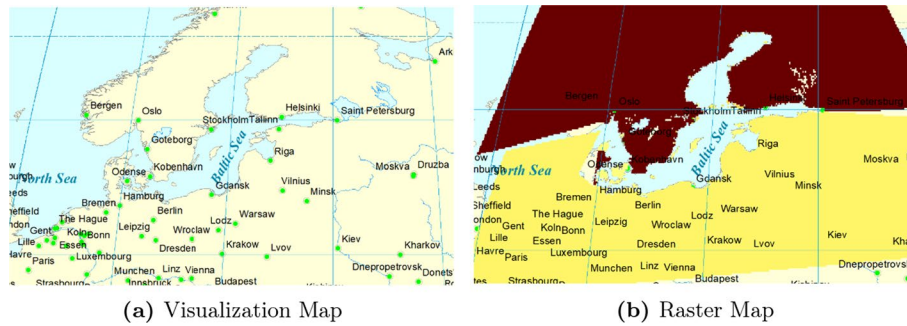 Ark
Bergen
Oslo
Helsinki
Saint Petersburg
Stockholm
Tallinn
Goteborg
Riga
Baltic Sea
Moskva
Druzba
North Sea
Odense
Kobenhavn
Gdansk
Vilnius
Minsk
Leeds
Hamburg
Bremen
Berlin
Sheffield
The Hague
Lodz
Warsaw
Gent
Koln
Bonn
Leipzig
Wroclaw
Lille
Essen
Dresden
Krakow
Lvov
Kiev
Kharkov
Havre
Paris
Luxembourg
Munchen
Linz
Vienna
Dnepropetrovsk
Donets
Strasbourg
Innsbruck
Budapest
(a) Visualization Map
Bergen
Oslo
Saint Petersburg
Tallinn
Riga
Baltic Sea
Moskva
North Sea
Odense
Kobenhavn
Gdansk
Vilnius
Minsk
Leeds
Hamburg
Bremen
Berlin
Sheffield
The Hague
Lodz
Warsaw
Gent
Koln
Bonn
Leipzig
Wroclaw
Lille
Essen
Dresden
Krakow
Lvov
Kiev
Kharkov
Havre
Paris
Luxembourg
Munchen
Linz
Vienna
Dnepropetrovsk
Strasbourg
Budapest
(b) Raster Map